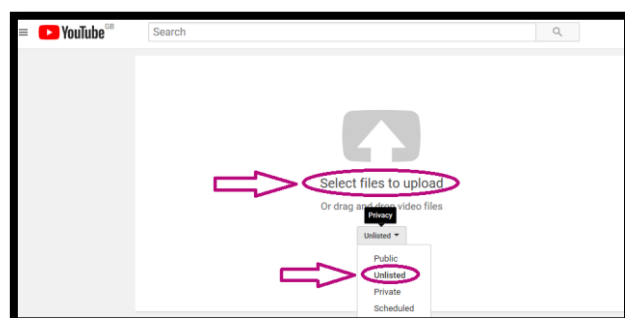 YouTube GB
Search
Select files to upload
Or drag and drop video files
Privacy
Unlisted
Public
Unlisted
Private
Scheduled